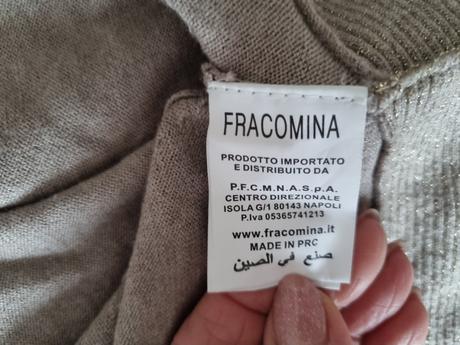 FRACOMINA
PRODOTTO IMPORTATO
E DISTRIBUITO DA
P.F.C.M.N.A S.p.A.
CENTRO DIREZIONALE
ISOLA G/1 80143 NAPOLI
P.Iva 05365741213
www.fracomina.it
MADE IN PRC
صنع في الصين